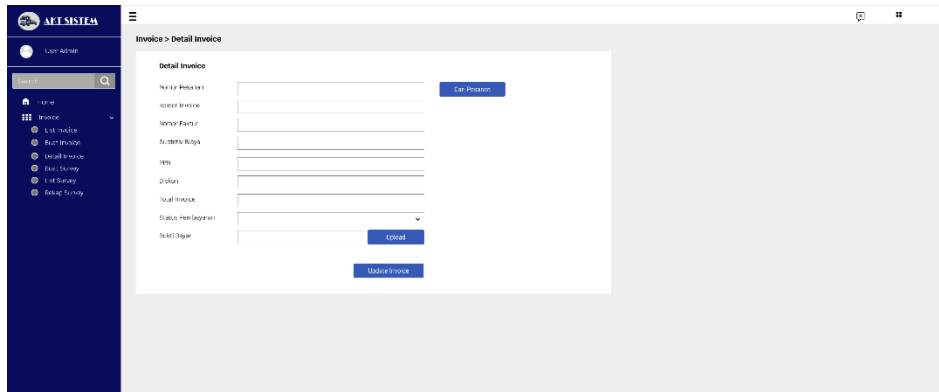 AKT SISTEM
User Admin
Search
Home
Invoice
List Invoice
Buat Invoice
Detail Invoice
Buat Survey
List Survey
Rekap Survey
Invoice > Detail Invoice
Detail Invoice
Nomor Pesanan
Cari Pesanan
Nomor Invoice
Nomor Faktur
Subtotal Biaya
PPN
Diskon
Total Invoice
Status Pembayaran
Bukti Bayar
Upload
Update Invoice